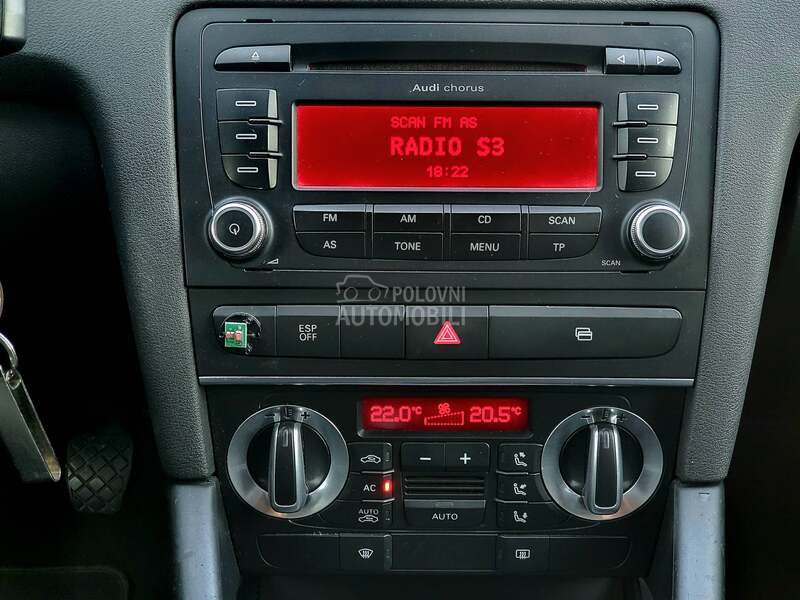 Audi chorus
SCAN FM AS
RADIO S3
18:22
FM AM CD SCAN
AS TONE MENU TP
SCAN
POLOVNI
AUTOMOBILI
ESP
OFF
22.0°C 20.5°C
AC
AUTO
AUTO